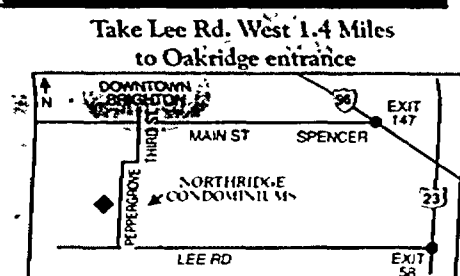 Take Lee Rd. West 1.4 Miles
to Oakridge entrance
N
DOWNTOWN
BRIGHTON
96
EXIT
147
THIRD ST.
MAIN ST
SPENCER
PEPPERGROVE
NORTHRIDGE
CONDOMINIUMS
23
LEE RD
EXIT
58